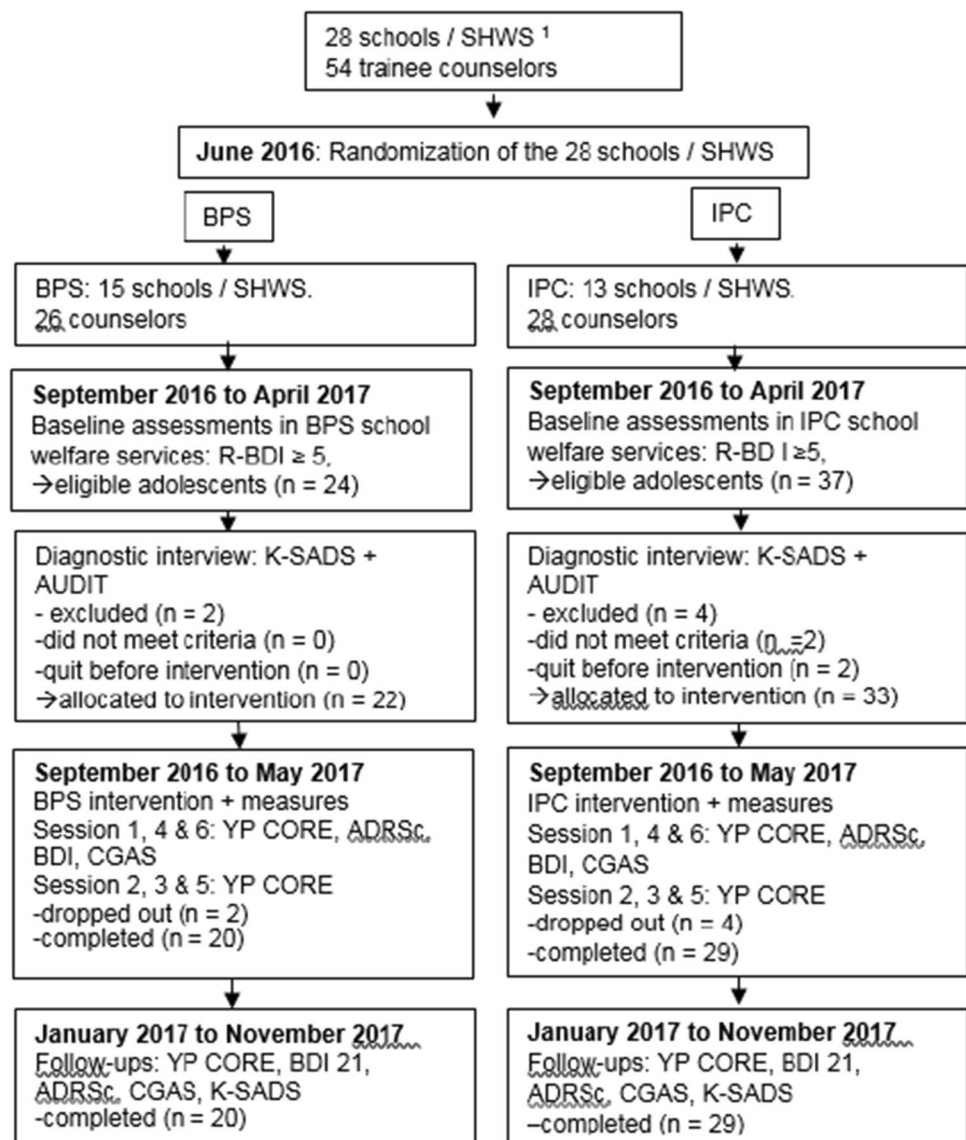 28 schools / SHWS 1
54 trainee counselors
June 2016: Randomization of the 28 schools / SHWS
BPS
IPC
BPS: 15 schools / SHWS.
26 counselors
IPC: 13 schools / SHWS.
28 counselors
September 2016 to April 2017
Baseline assessments in BPS school
welfare services: R-BDI ≥ 5,
→eligible adolescents (n = 24)
September 2016 to April 2017
Baseline assessments in IPC school
welfare services: R-BD I ≥5,
→eligible adolescents (n = 37)
Diagnostic interview: K-SADS +
AUDIT
- excluded (n = 2)
-did not meet criteria (n = 0)
-quit before intervention (n = 0)
→allocated to intervention (n = 22)
Diagnostic interview: K-SADS +
AUDIT
- excluded (n = 4)
-did not meet criteria (n =2)
-quit before intervention (n = 2)
→allocated to intervention (n = 33)
September 2016 to May 2017
BPS intervention + measures
Session 1, 4 & 6: YP CORE, ADRSc,
BDI, CGAS
Session 2, 3 & 5: YP CORE
-dropped out (n = 2)
-completed (n = 20)
September 2016 to May 2017
IPC intervention + measures
Session 1, 4 & 6: YP CORE, ADRSc,
BDI, CGAS
Session 2, 3 & 5: YP CORE
-dropped out (n = 4)
-completed (n = 29)
January 2017 to November 2017
Follow-ups: YP CORE, BDI 21,
ADRSc, CGAS, K-SADS
-completed (n = 20)
January 2017 to November 2017
Follow-ups: YP CORE, BDI 21,
ADRSc, CGAS, K-SADS
–completed (n = 29)